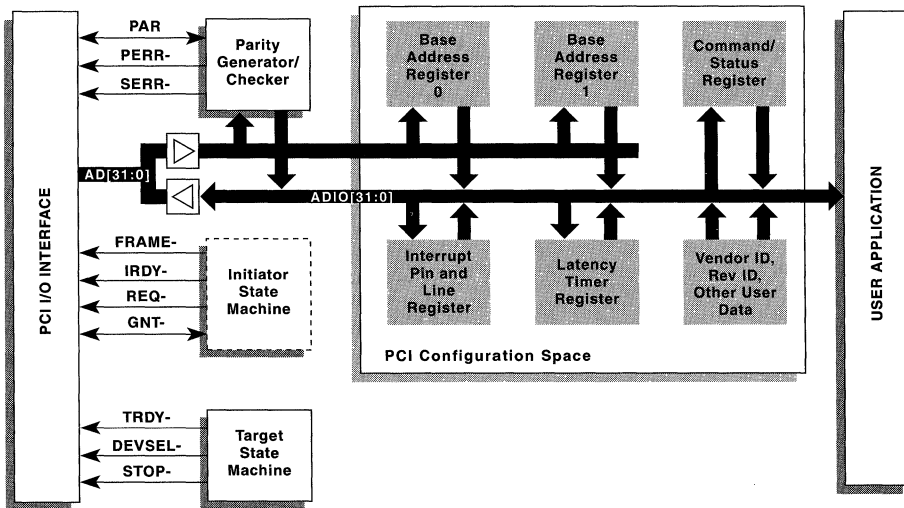 PCI I/O INTERFACE
PAR
PERR-
SERR-
Parity
Generator/
Checker
AD[31:0]
ADIO[31:0]
FRAME-
IRDY-
REQ-
GNT-
Initiator
State
Machine
TRDY-
DEVSEL-
STOP-
Target
State
Machine
Base
Address
Register
0
Base
Address
Register
1
Command/
Status
Register
Interrupt
Pin and
Line
Register
Latency
Timer
Register
Vendor ID,
Rev ID,
Other User
Data
PCI Configuration Space
USER APPLICATION